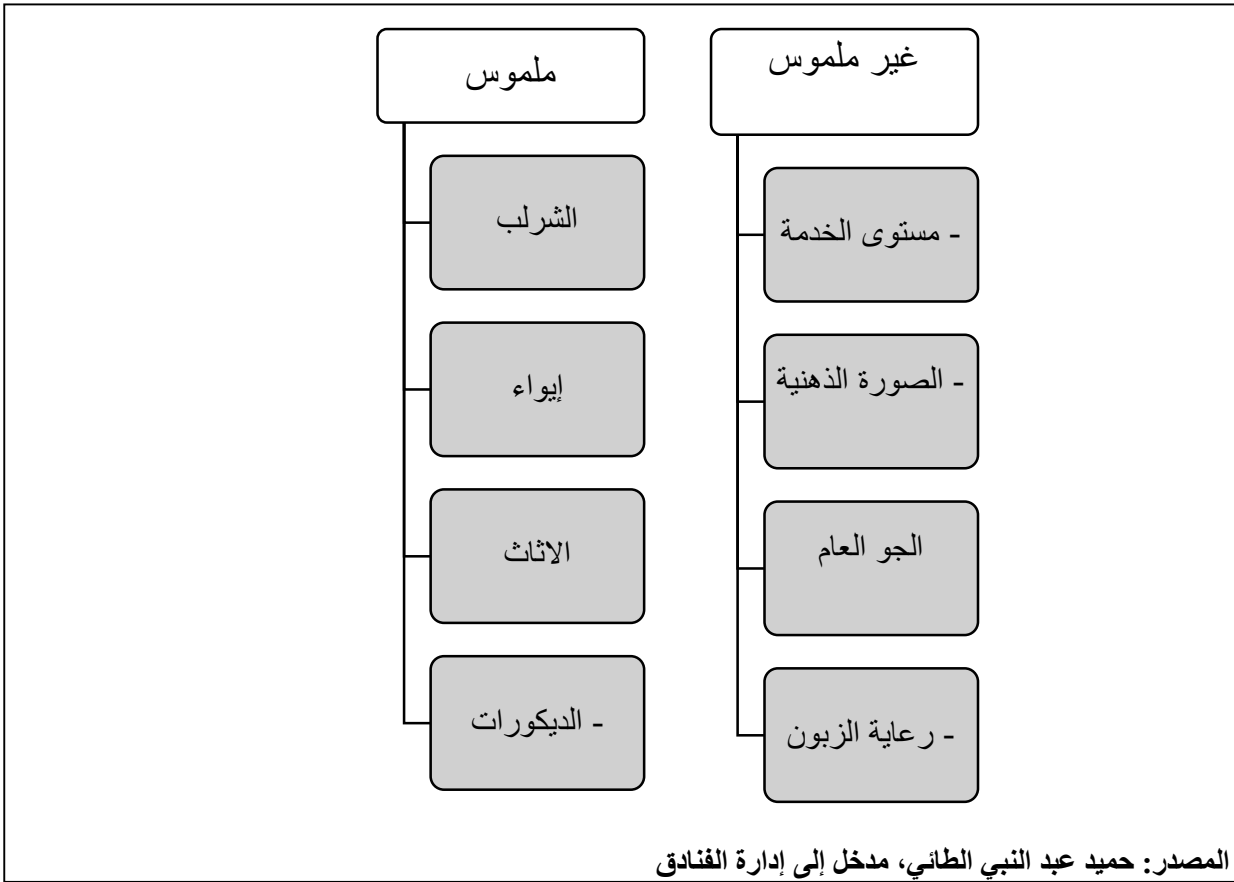 غير ملموس
- مستوى الخدمة
- الصورة الذهنية
الجو العام
- رعاية الزبون
ملموس
الشرلب
إيواء
الاثاث
- الديكورات
المصدر: حميد عبد النبي الطائي، مدخل إلى إدارة الفنادق